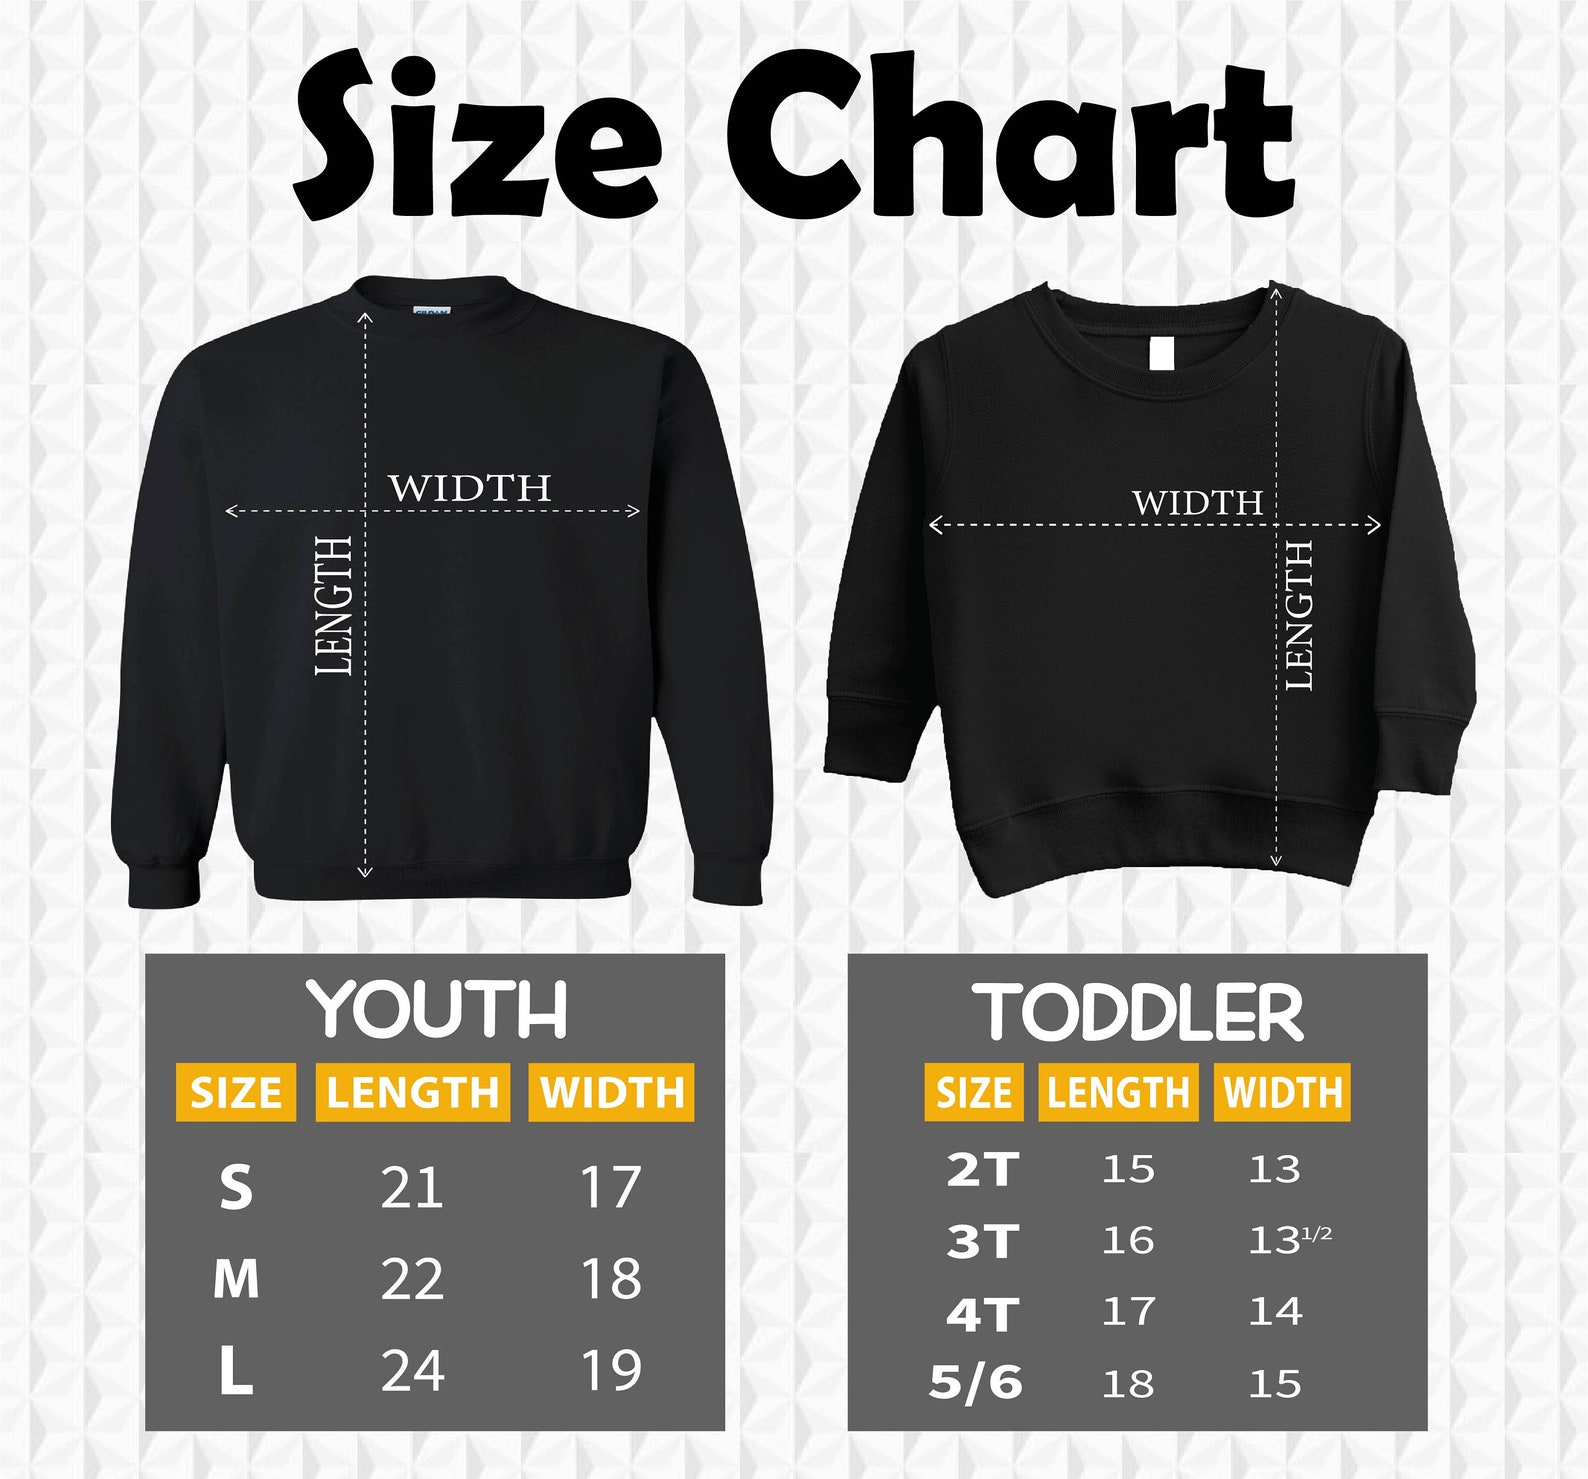 Size Chart
GILDAN
WIDTH
LENGTH
WIDTH
LENGTH
YOUTH
SIZE LENGTH WIDTH
S 21 17
M 22 18
L 24 19
TODDLER
SIZE LENGTH WIDTH
2T 15 13
3T 16 13 1/2
4T 17 14
5/6 18 15